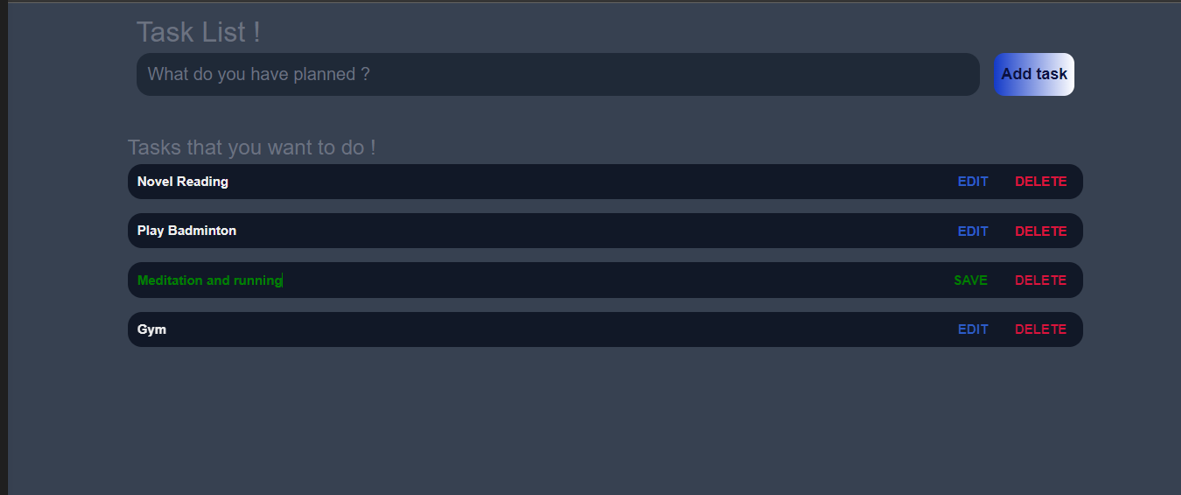 Task List !
What do you have planned ? Add task
Tasks that you want to do !
Novel Reading EDIT DELETE
Play Badminton EDIT DELETE
Meditation and running SAVE DELETE
Gym EDIT DELETE